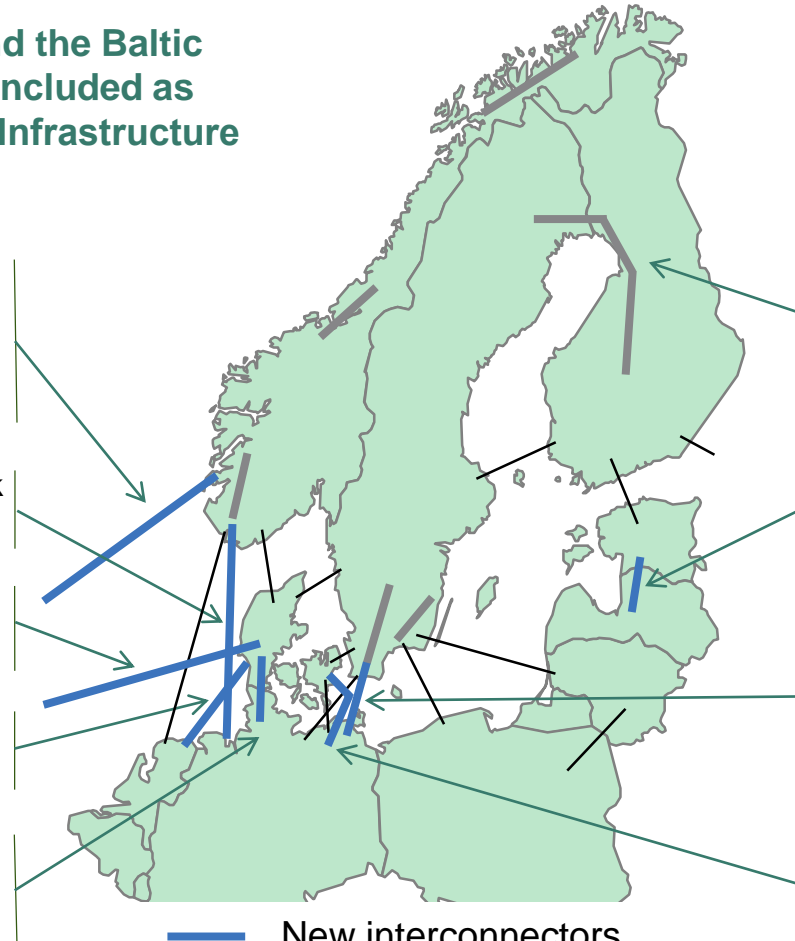 d the Baltic
ncluded as
Infrastructure
k
New interconnectors